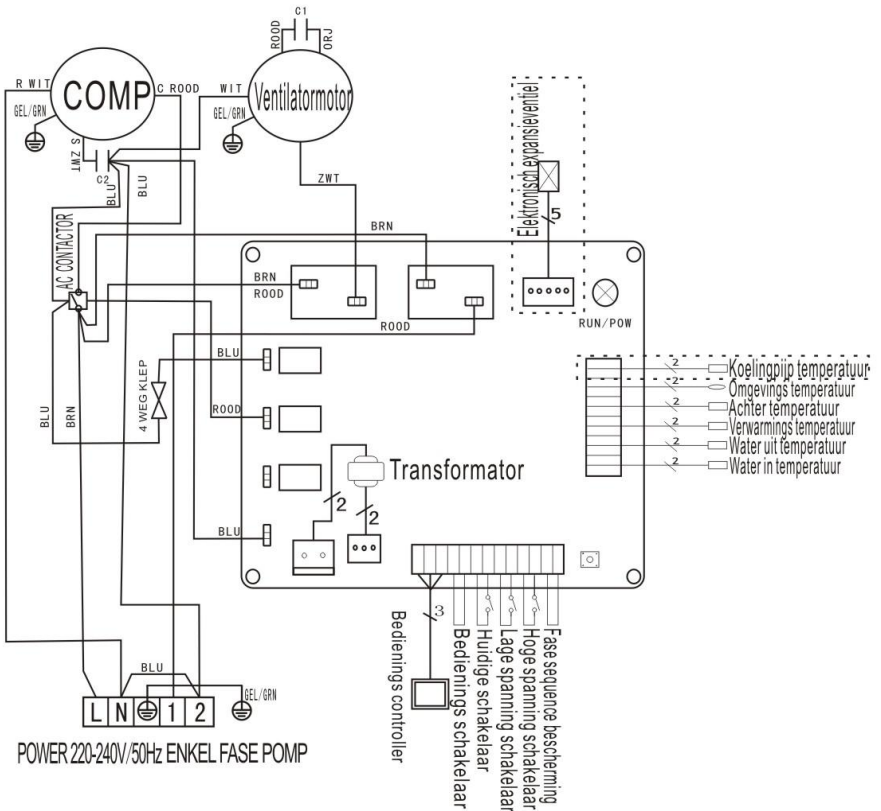 C1
ROOD
ORJ
R WIT
COMP
C ROOD
WIT
Ventilatormotor
GEL/GRN
GEL/GRN
S ZWT
C2
BLU
BLU
ZWT
Elektronisch expansieventiel
5
BRN
AC CONTACTOR
BRN
ROOD
ROOD
RUN/POW
BLU
4 WEG KLEP
BLU
BRN
ROOD
2
Koelingpijp temperatuur
2
Omgevings temperatuur
2
Achter temperatuur
2
Verwarmings temperatuur
2
Water uit temperatuur
2
Water in temperatuur
Transformator
2
2
BLU
3
Bedienings controller
Bedienings schakelaar
Huidige schakelaar
Lage spanning schakelaar
Hoge spanning schakelaar
Fase sequence bescherming
BLU
GEL/GRN
L N 1 2
POWER 220-240V/50Hz ENKEL FASE POMP